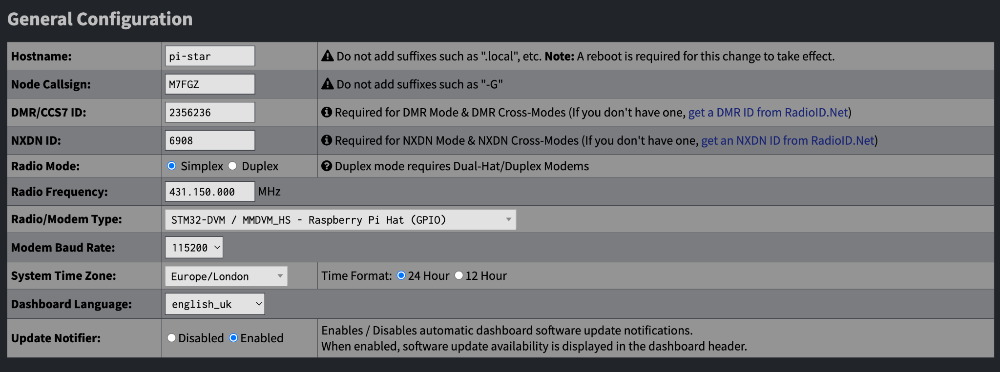 General Configuration
Hostname: pi-star Do not add suffixes such as ".local", etc. Note: A reboot is required for this change to take effect.
Node Callsign: M7FGZ Do not add suffixes such as "-G"
DMR/CCS7 ID: 2356236 Required for DMR Mode & DMR Cross-Modes (If you don't have one, get a DMR ID from RadioID.Net)
NXDN ID: 6908 Required for NXDN Mode & NXDN Cross-Modes (If you don't have one, get an NXDN ID from RadioID.Net)
Radio Mode: Simplex Duplex Duplex mode requires Dual-Hat/Duplex Modems
Radio Frequency: 431.150.000 MHz
Radio/Modem Type: STM32-DVM / MMDVM_HS - Raspberry Pi Hat (GPIO)
Modem Baud Rate: 115200
System Time Zone: Europe/London Time Format: 24 Hour 12 Hour
Dashboard Language: english_uk
Update Notifier: Disabled Enabled Enables / Disables automatic dashboard software update notifications.
When enabled, software update availability is displayed in the dashboard header.